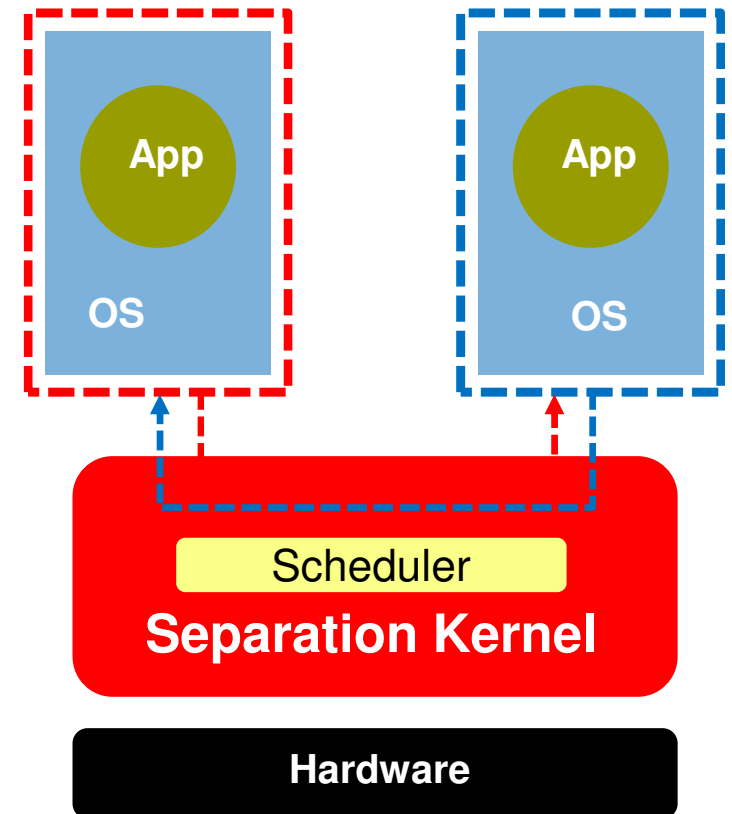 App
App
OS
OS
Scheduler
Separation Kernel
Hardware